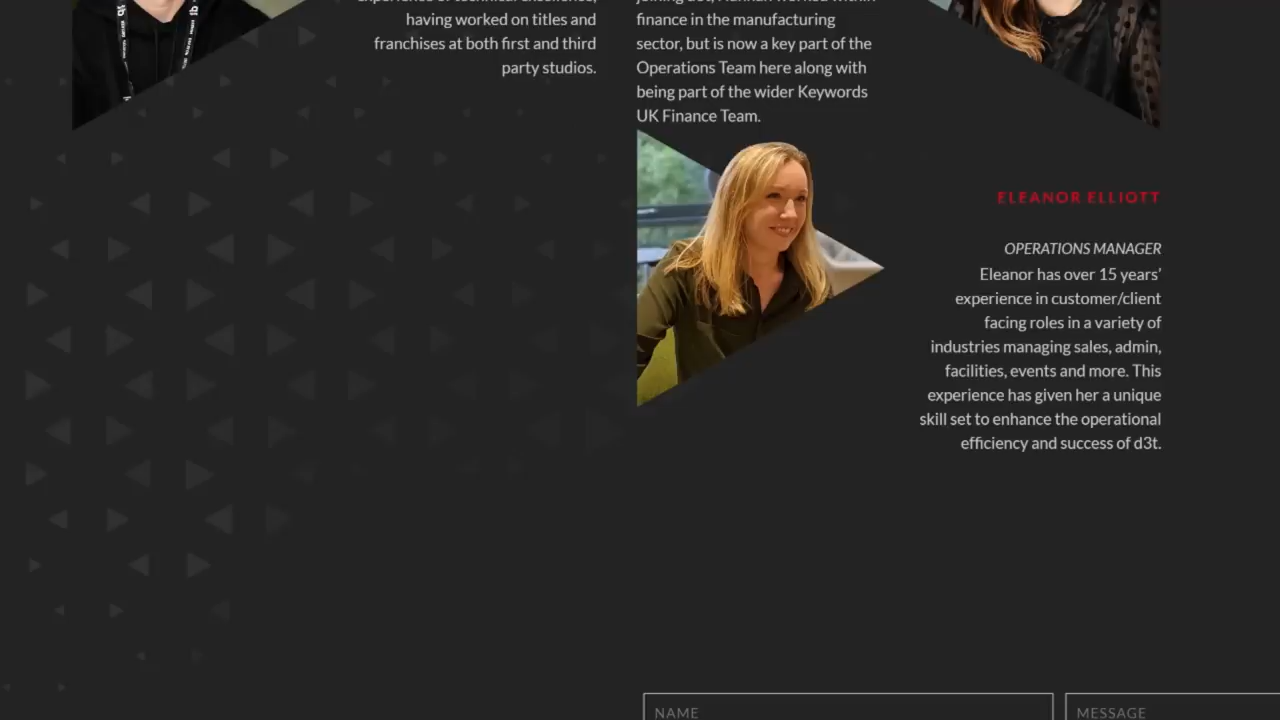 having worked on titles and
franchises at both first and third
party studios.
finance in the manufacturing
sector, but is now a key part of the
Operations Team here along with
being part of the wider Keywords
UK Finance Team.
ELEANOR ELLIOTT
OPERATIONS MANAGER
Eleanor has over 15 years'
experience in customer/client
facing roles in a variety of
industries managing sales, admin,
facilities, events and more. This
experience has given her a unique
skill set to enhance the operational
efficiency and success of d3t.
NAME
MESSAGE